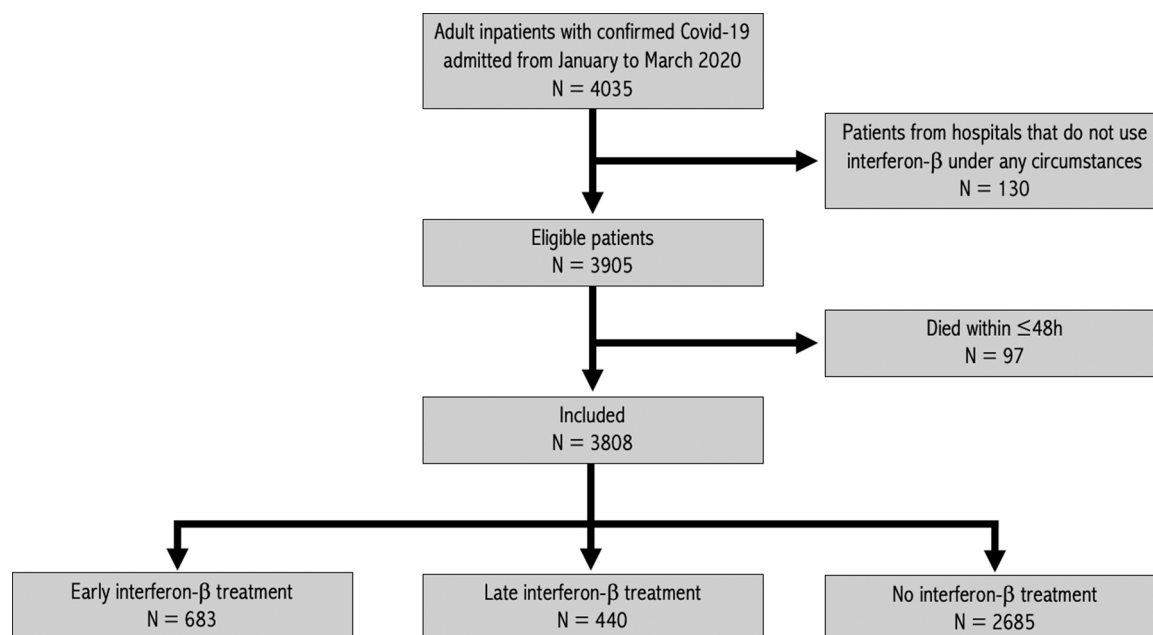 Adult inpatients with confirmed Covid-19
admitted from January to March 2020
N = 4035
Patients from hospitals that do not use
interferon-β under any circumstances
N = 130
Eligible patients
N = 3905
Died within ≤48h
N = 97
Included
N = 3808
Early interferon-β treatment
N = 683
Late interferon-β treatment
N = 440
No interferon-β treatment
N = 2685